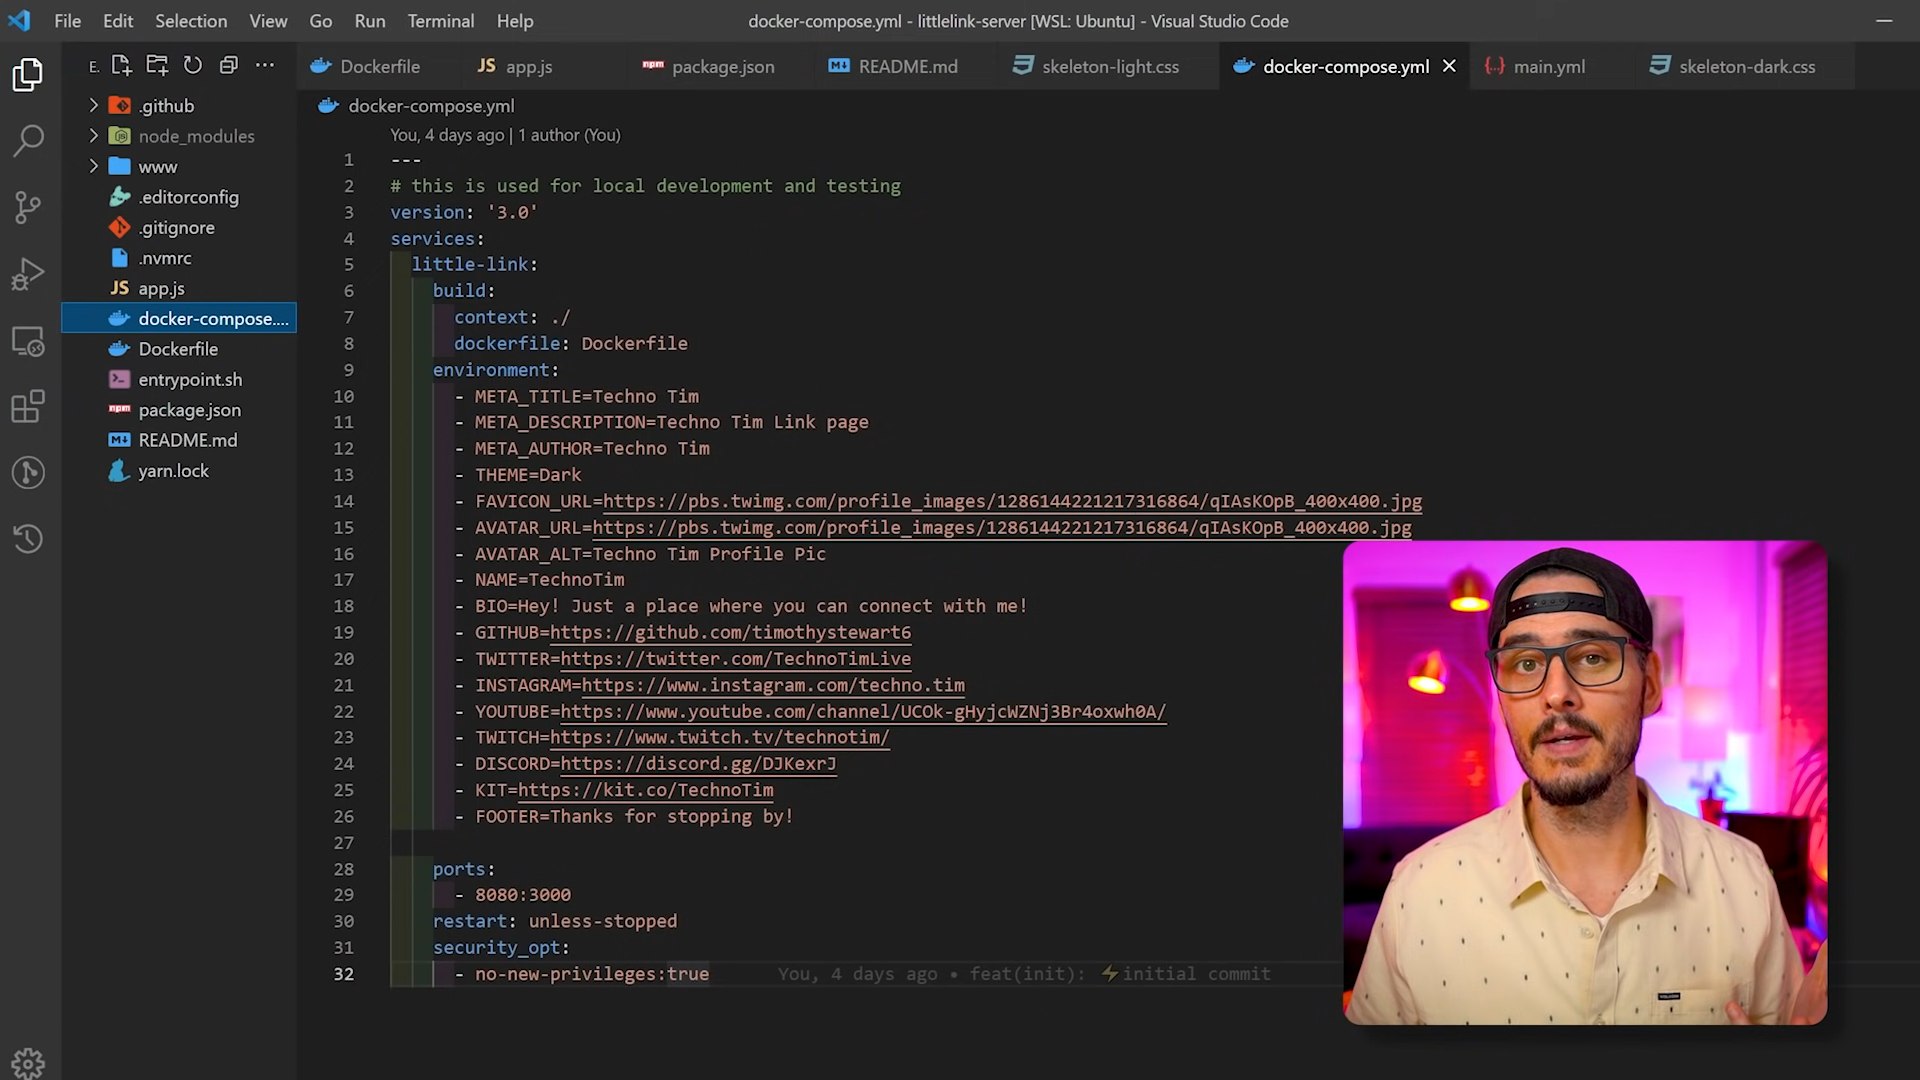 File Edit Selection View Go Run Terminal Help
docker-compose.yml - littlelink-server [WSL: Ubuntu] - Visual Studio Code
E.
Dockerfile
JS app.js
npm package.json
README.md
skeleton-light.css
docker-compose.yml
main.yml
skeleton-dark.css
.github
node_modules
www
.editorconfig
.gitignore
.nvmrc
JS app.js
docker-compose....
Dockerfile
entrypoint.sh
npm package.json
README.md
yarn.lock
docker-compose.yml
You, 4 days ago | 1 author (You)
1 ---
2 # this is used for local development and testing
3 version: '3.0'
4 services:
5 little-link:
6 build:
7 context: ./
8 dockerfile: Dockerfile
9 environment:
10 - META_TITLE=Techno Tim
11 - META_DESCRIPTION=Techno Tim Link page
12 - META_AUTHOR=Techno Tim
13 - THEME=Dark
14 - FAVICON_URL=https://pbs.twimg.com/profile_images/1286144221217316864/qIAsKOpB_400x400.jpg
15 - AVATAR_URL=https://pbs.twimg.com/profile_images/1286144221217316864/qIAsKOpB_400x400.jpg
16 - AVATAR_ALT=Techno Tim Profile Pic
17 - NAME=TechnoTim
18 - BIO=Hey! Just a place where you can connect with me!
19 - GITHUB=https://github.com/timothystewart6
20 - TWITTER=https://twitter.com/TechnoTimLive
21 - INSTAGRAM=https://www.instagram.com/techno.tim
22 - YOUTUBE=https://www.youtube.com/channel/UCOk-gHyjcWZNj3Br4oxwh0A/
23 - TWITCH=https://www.twitch.tv/technotim/
24 - DISCORD=https://discord.gg/DJKexrJ
25 - KIT=https://kit.co/TechnoTim
26 - FOOTER=Thanks for stopping by!
27
28 ports:
29 - 8080:3000
30 restart: unless-stopped
31 security_opt:
32 - no-new-privileges:true You, 4 days ago • feat(init): ⚡initial commit